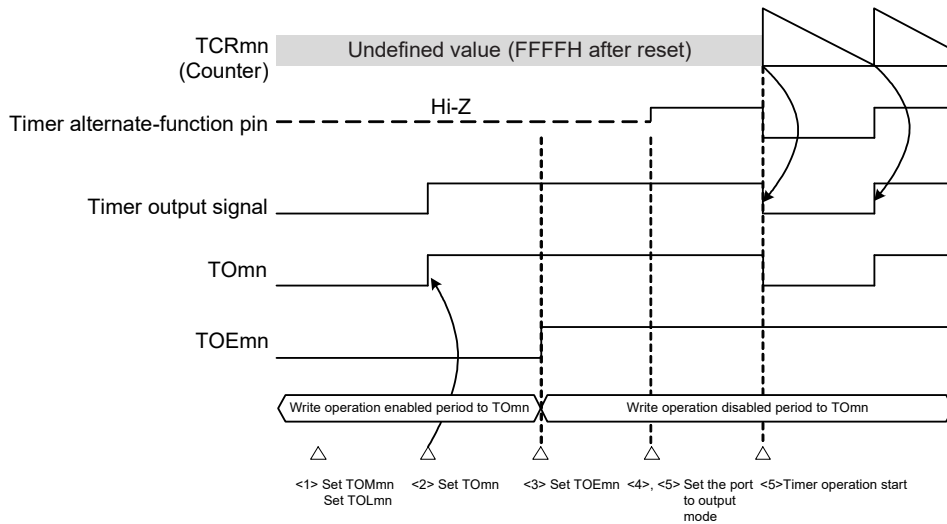 TCRmn
(Counter)
Undefined value (FFFFH after reset)
Hi-Z
Timer alternate-function pin
Timer output signal
TOmn
TOEmn
Write operation enabled period to TOmn
Write operation disabled period to TOmn
<1> Set TOMmn
Set TOLmn
<2> Set TOmn
<3> Set TOEmn
<4>, <5> Set the port
to output
mode
<5>Timer operation start